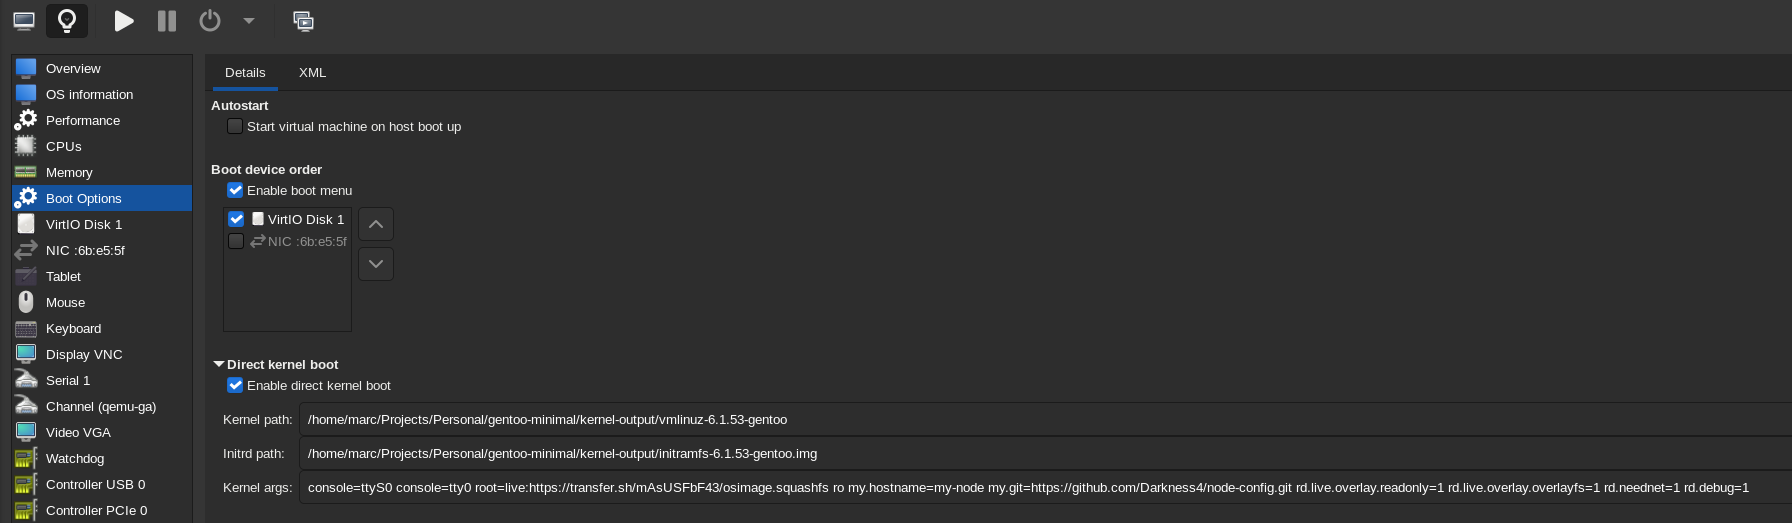 Overview
OS information
Performance
CPUs
Memory
Boot Options
VirtIO Disk 1
NIC :6b:e5:5f
Tablet
Mouse
Keyboard
Display VNC
Serial 1
Channel (qemu-ga)
Video VGA
Watchdog
Controller USB 0
Controller PCIe 0
Details XML
Autostart
Start virtual machine on host boot up
Boot device order
Enable boot menu
VirtIO Disk 1
NIC :6b:e5:5f
Direct kernel boot
Enable direct kernel boot
Kernel path: /home/marc/Projects/Personal/gentoo-minimal/kernel-output/vmlinuz-6.1.53-gentoo
Initrd path: /home/marc/Projects/Personal/gentoo-minimal/kernel-output/initramfs-6.1.53-gentoo.img
Kernel args: console=ttyS0 console=tty0 root=live:https://transfer.sh/mAsUSFbF43/osimage.squashfs ro my.hostname=my-node my.git=https://github.com/Darkness4/node-config.git rd.live.overlay.readonly=1 rd.live.overlay.overlayfs=1 rd.neednet=1 rd.debug=1